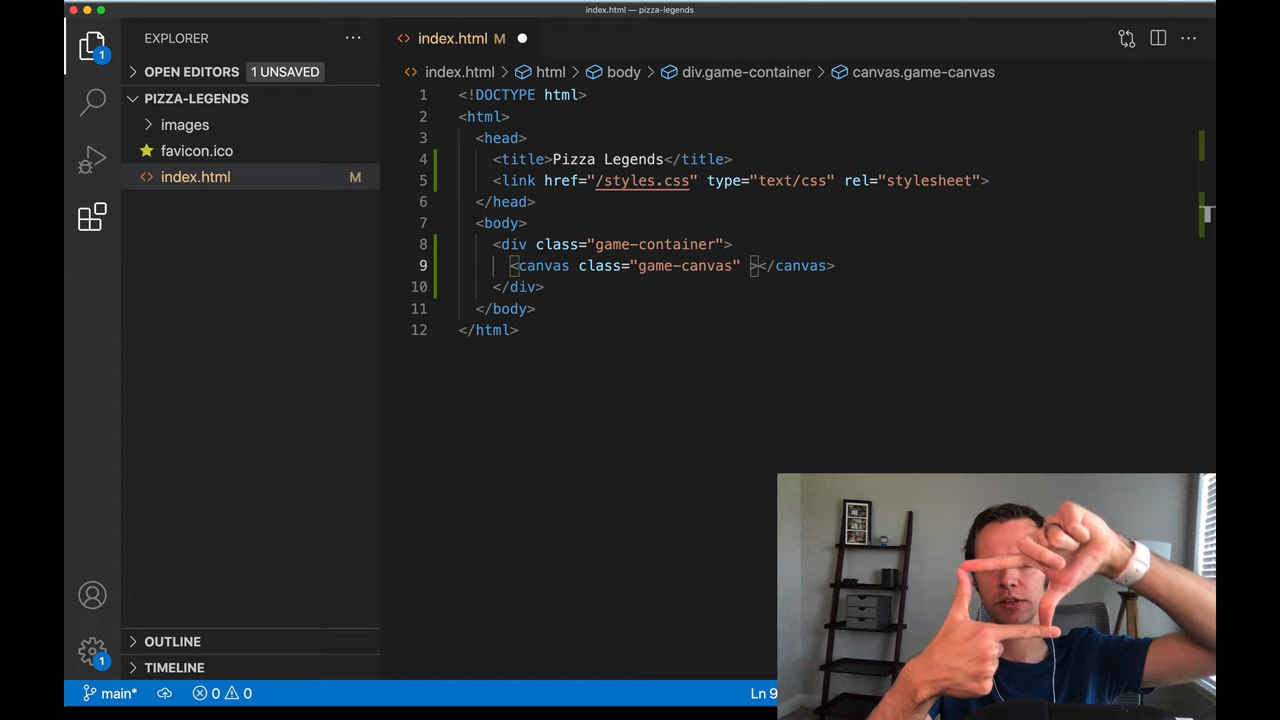 index.html — pizza-legends
EXPLORER
OPEN EDITORS 1 UNSAVED
PIZZA-LEGENDS
images
favicon.ico
index.html M
OUTLINE
TIMELINE
1
1
index.html M
index.html > html > body > div.game-container > canvas.game-canvas
1 <!DOCTYPE html>
2 <html>
3 <head>
4 <title>Pizza Legends</title>
5 <link href="/styles.css" type="text/css" rel="stylesheet">
6 </head>
7 <body>
8 <div class="game-container">
9 <canvas class="game-canvas" ></canvas>
10 </div>
11 </body>
12 </html>
main* 0 0 Ln 9